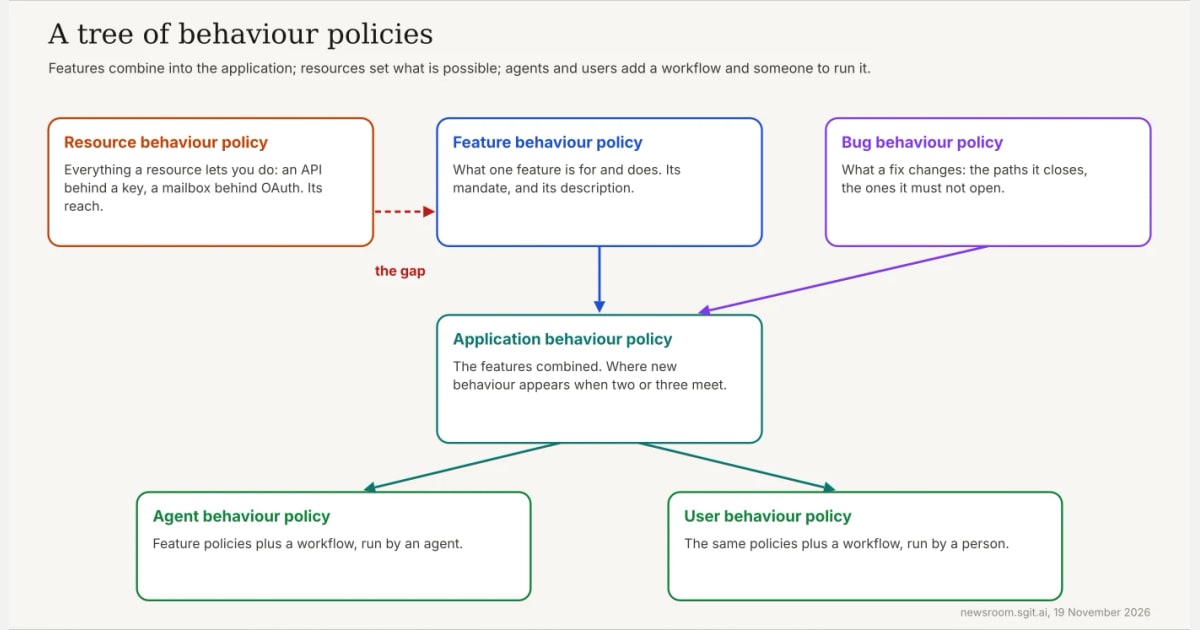 A tree of behaviour policies
Features combine into the application; resources set what is possible; agents and users add a workflow and someone to run it.
Resource behaviour policy
Everything a resource lets you do: an API
behind a key, a mailbox behind OAuth. Its
reach.
Feature behaviour policy
What one feature is for and does. Its
mandate, and its description.
Bug behaviour policy
What a fix changes: the paths it closes,
the ones it must not open.
the gap
Application behaviour policy
The features combined. Where new
behaviour appears when two or three meet.
Agent behaviour policy
Feature policies plus a workflow, run by an agent.
User behaviour policy
The same policies plus a workflow, run by a person.
newsroom.sgit.ai, 19 November 2026